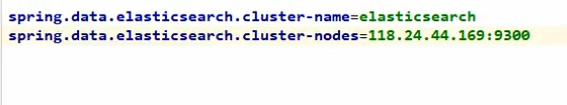 spring.data.elasticsearch.cluster-name=elasticsearch
spring.data.elasticsearch.cluster-nodes=118.24.44.169:9300